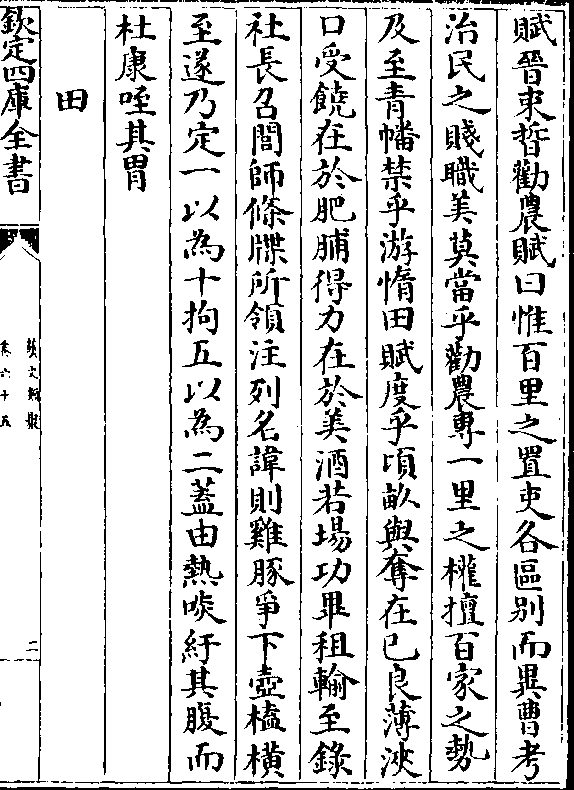 賦晉束晳勸農賦曰惟百里之置吏各區别而異曹考
治民之賤職美莫當乎勸農專一里之權擅百家之勢
及至青幡禁乎游惰田賦度乎頃畝與奪在已良薄浹
口受饒在於肥脯得力在於美酒若場功畢租輸至錄
社長召閭師條牒所領注列名諱則雞豚爭下壺榼横
至遂乃定一以為十拘五以為二蓋由熱啖紆其腹而
杜康咥其胃
田
欽定四庫全書
藝文類聚
卷六十五
二